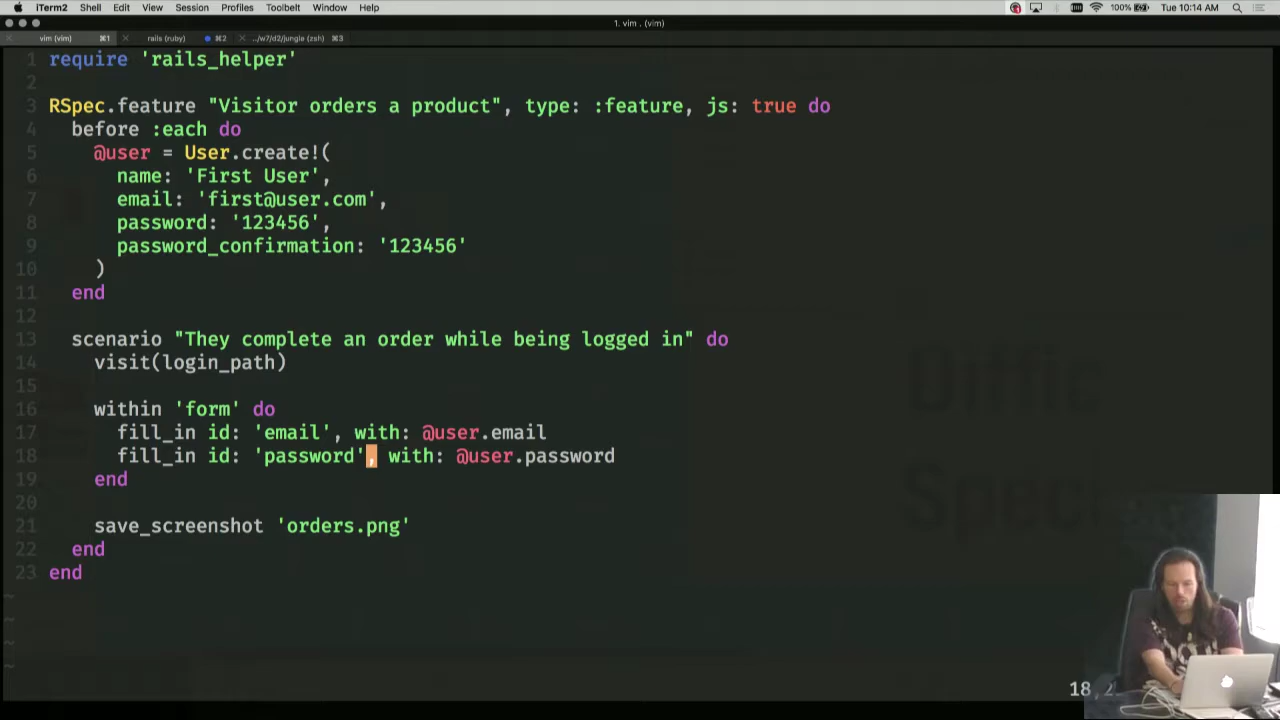 iTerm2 Shell Edit View Session Profiles Toolbelt Window Help 100% Tue 10:14 AM
1. vim . (vim)
vim (vim) ⌘1 rails (ruby) ⌘2 .../w7/d2/jungle (zsh) ⌘3
1 require 'rails_helper'
2
3 RSpec.feature "Visitor orders a product", type: :feature, js: true do
4 before :each do
5 @user = User.create!(
6 name: 'First User',
7 email: 'first@user.com',
8 password: '123456',
9 password_confirmation: '123456'
10 )
11 end
12
13 scenario "They complete an order while being logged in" do
14 visit(login_path)
15
16 within 'form' do
17 fill_in id: 'email', with: @user.email
18 fill_in id: 'password', with: @user.password
19 end
20
21 save_screenshot 'orders.png'
22 end
23 end
~
~
~
~
18,2